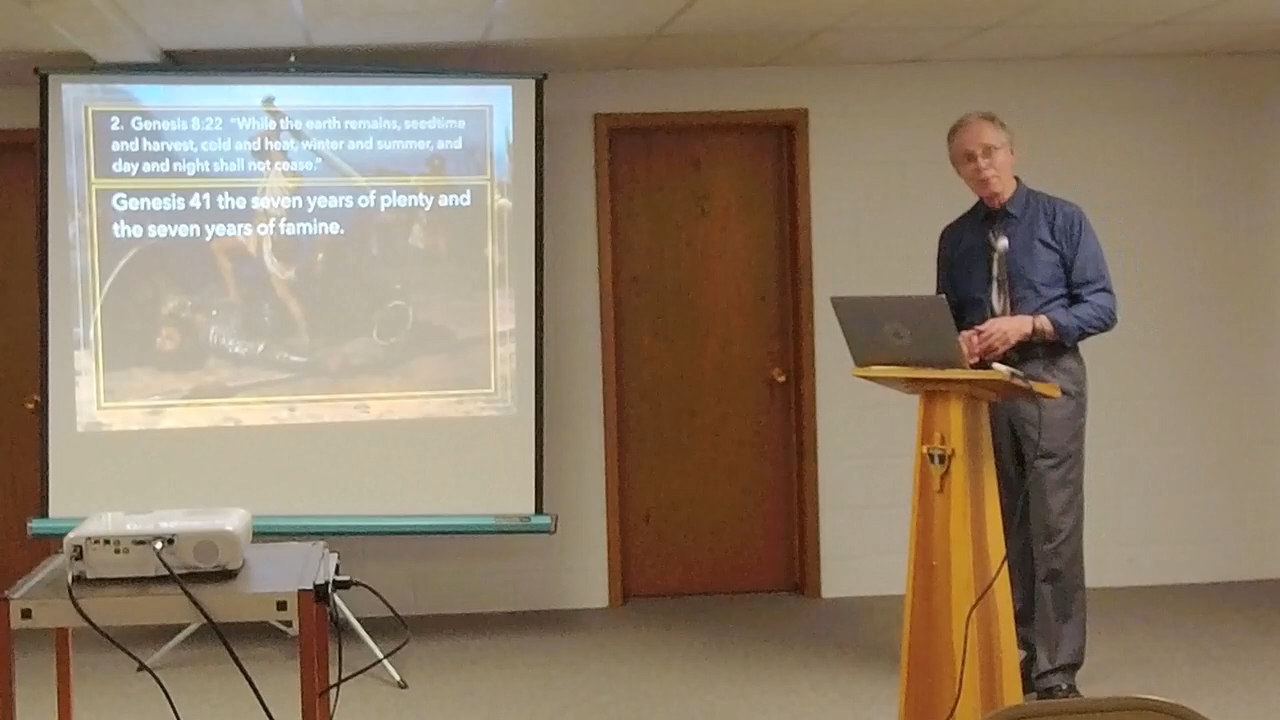 2. Genesis 8:22 "While the earth remains, seedtime
and harvest, cold and heat, winter and summer, and
day and night shall not cease."
Genesis 41 the seven years of plenty and
the seven years of famine.